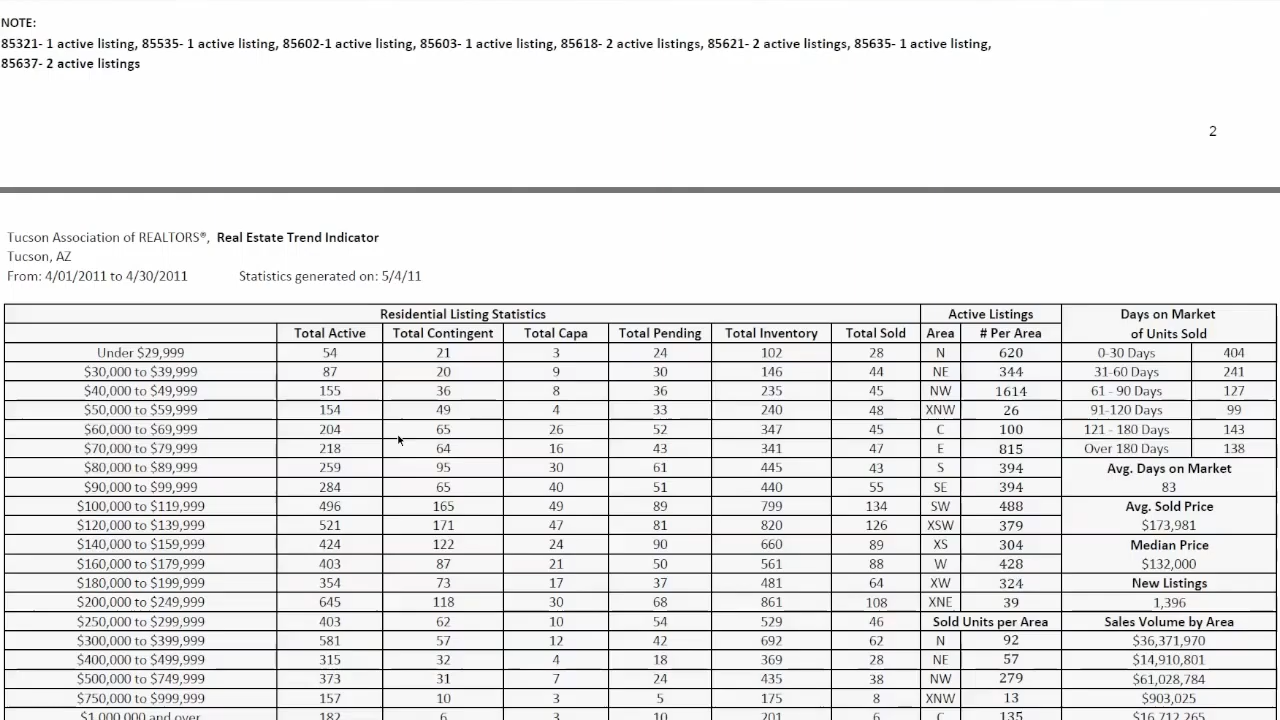 NOTE:
85321- 1 active listing, 85535- 1 active listing, 85602-1 active listing, 85603- 1 active listing, 85618- 2 active listings, 85621- 2 active listings, 85635- 1 active listing,
85637- 2 active listings
2
Tucson Association of REALTORS®, Real Estate Trend Indicator
Tucson, AZ
From: 4/01/2011 to 4/30/2011 Statistics generated on: 5/4/11
Residential Listing Statistics Active Listings Days on Market
Total Active Total Contingent Total Capa Total Pending Total Inventory Total Sold Area # Per Area of Units Sold
Under $29,999 54 21 3 24 102 28 N 620 0-30 Days 404
$30,000 to $39,999 87 20 9 30 146 44 NE 344 31-60 Days 241
$40,000 to $49,999 155 36 8 36 235 45 NW 1614 61 - 90 Days 127
$50,000 to $59,999 154 49 4 33 240 48 XNW 26 91-120 Days 99
$60,000 to $69,999 204 65 26 52 347 45 C 100 121 - 180 Days 143
$70,000 to $79,999 218 64 16 43 341 47 E 815 Over 180 Days 138
$80,000 to $89,999 259 95 30 61 445 43 S 394 Avg. Days on Market
$90,000 to $99,999 284 65 40 51 440 55 SE 394 83
$100,000 to $119,999 496 165 49 89 799 134 SW 488 Avg. Sold Price
$120,000 to $139,999 521 171 47 81 820 126 XSW 379 $173,981
$140,000 to $159,999 424 122 24 90 660 89 XS 304 Median Price
$160,000 to $179,999 403 87 21 50 561 88 W 428 $132,000
$180,000 to $199,999 354 73 17 37 481 64 XW 324 New Listings
$200,000 to $249,999 645 118 30 68 861 108 XNE 39 1,396
$250,000 to $299,999 403 62 10 54 529 46 Sold Units per Area Sales Volume by Area
$300,000 to $399,999 581 57 12 42 692 62 N 92 $36,371,970
$400,000 to $499,999 315 32 4 18 369 28 NE 57 $14,910,801
$500,000 to $749,999 373 31 7 24 435 38 NW 279 $61,028,784
$750,000 to $999,999 157 10 3 5 175 8 XNW 13 $903,025
$1,000,000 and over 182 6 3 10 201 6 C 135 $16,712,265